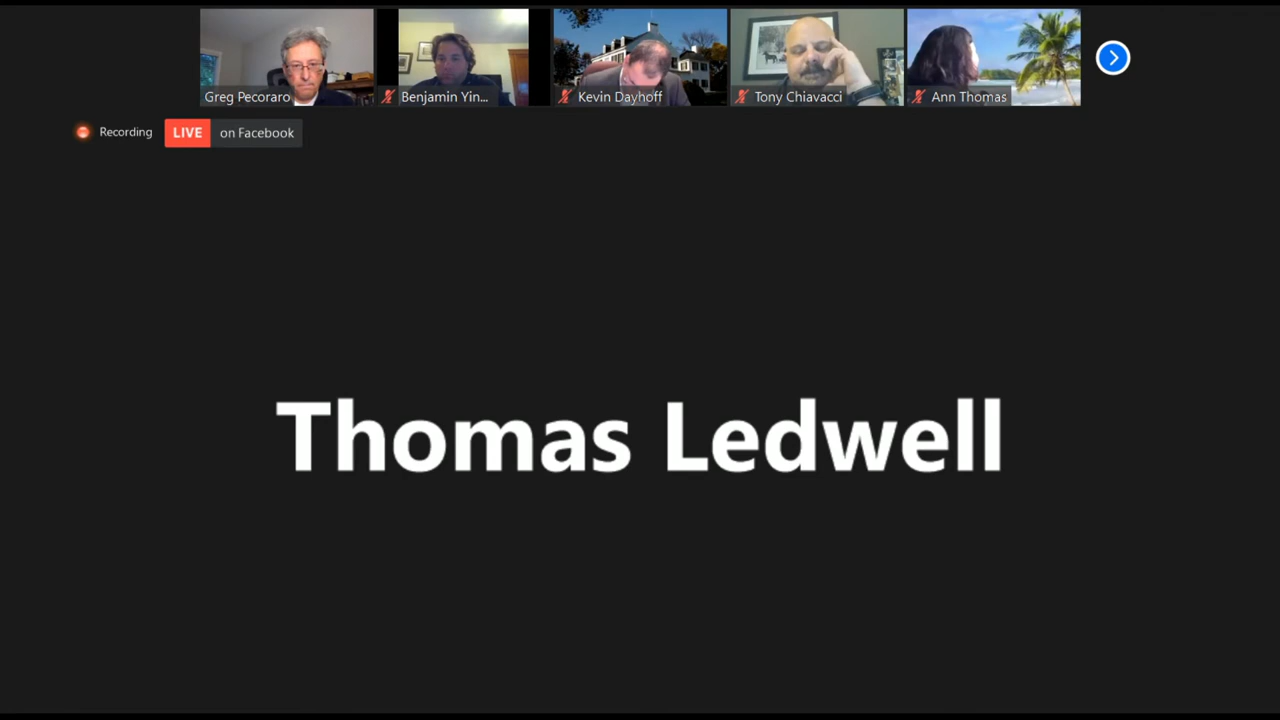 Greg Pecoraro
Benjamin Yin...
Kevin Dayhoff
Tony Chiavacci
Ann Thomas
Recording
LIVE on Facebook
Thomas Ledwell